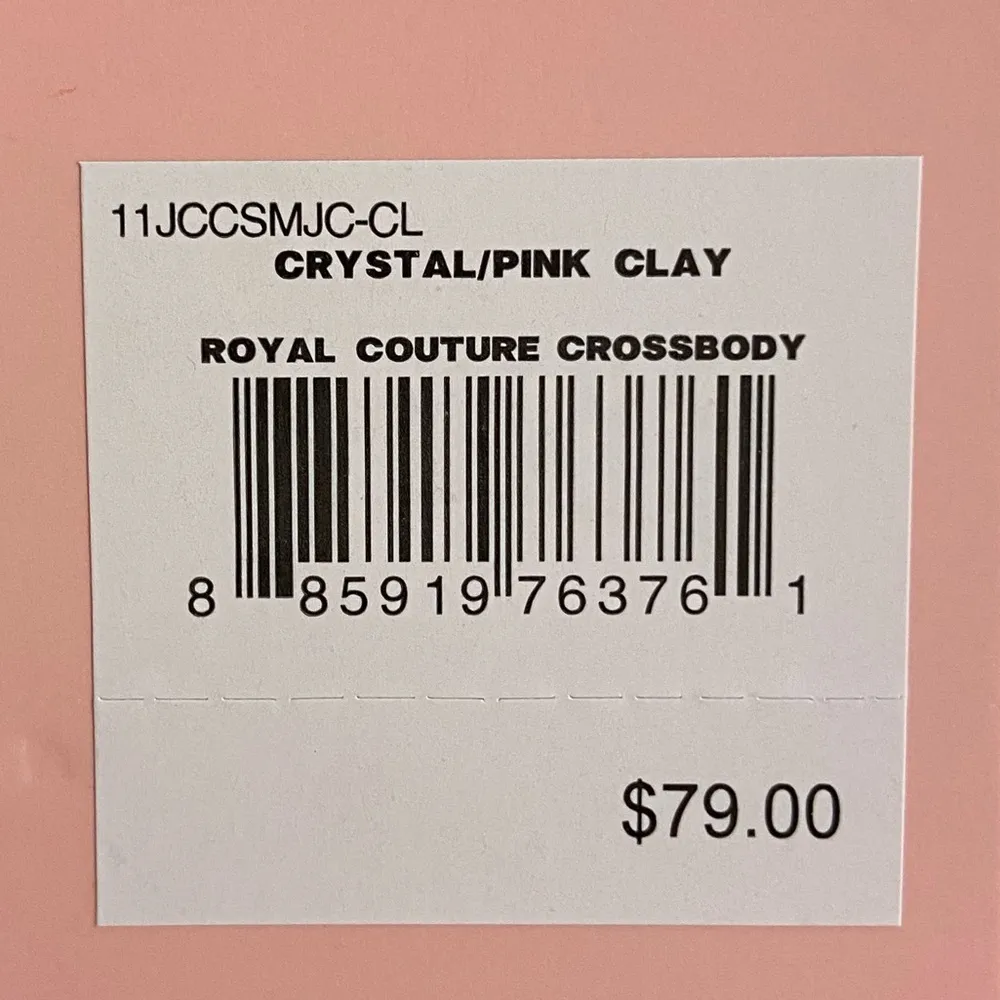 11JCCSMJC-CL
CRYSTAL/PINK CLAY
ROYAL COUTURE CROSSBODY
8 85919 76376 1
$79.00